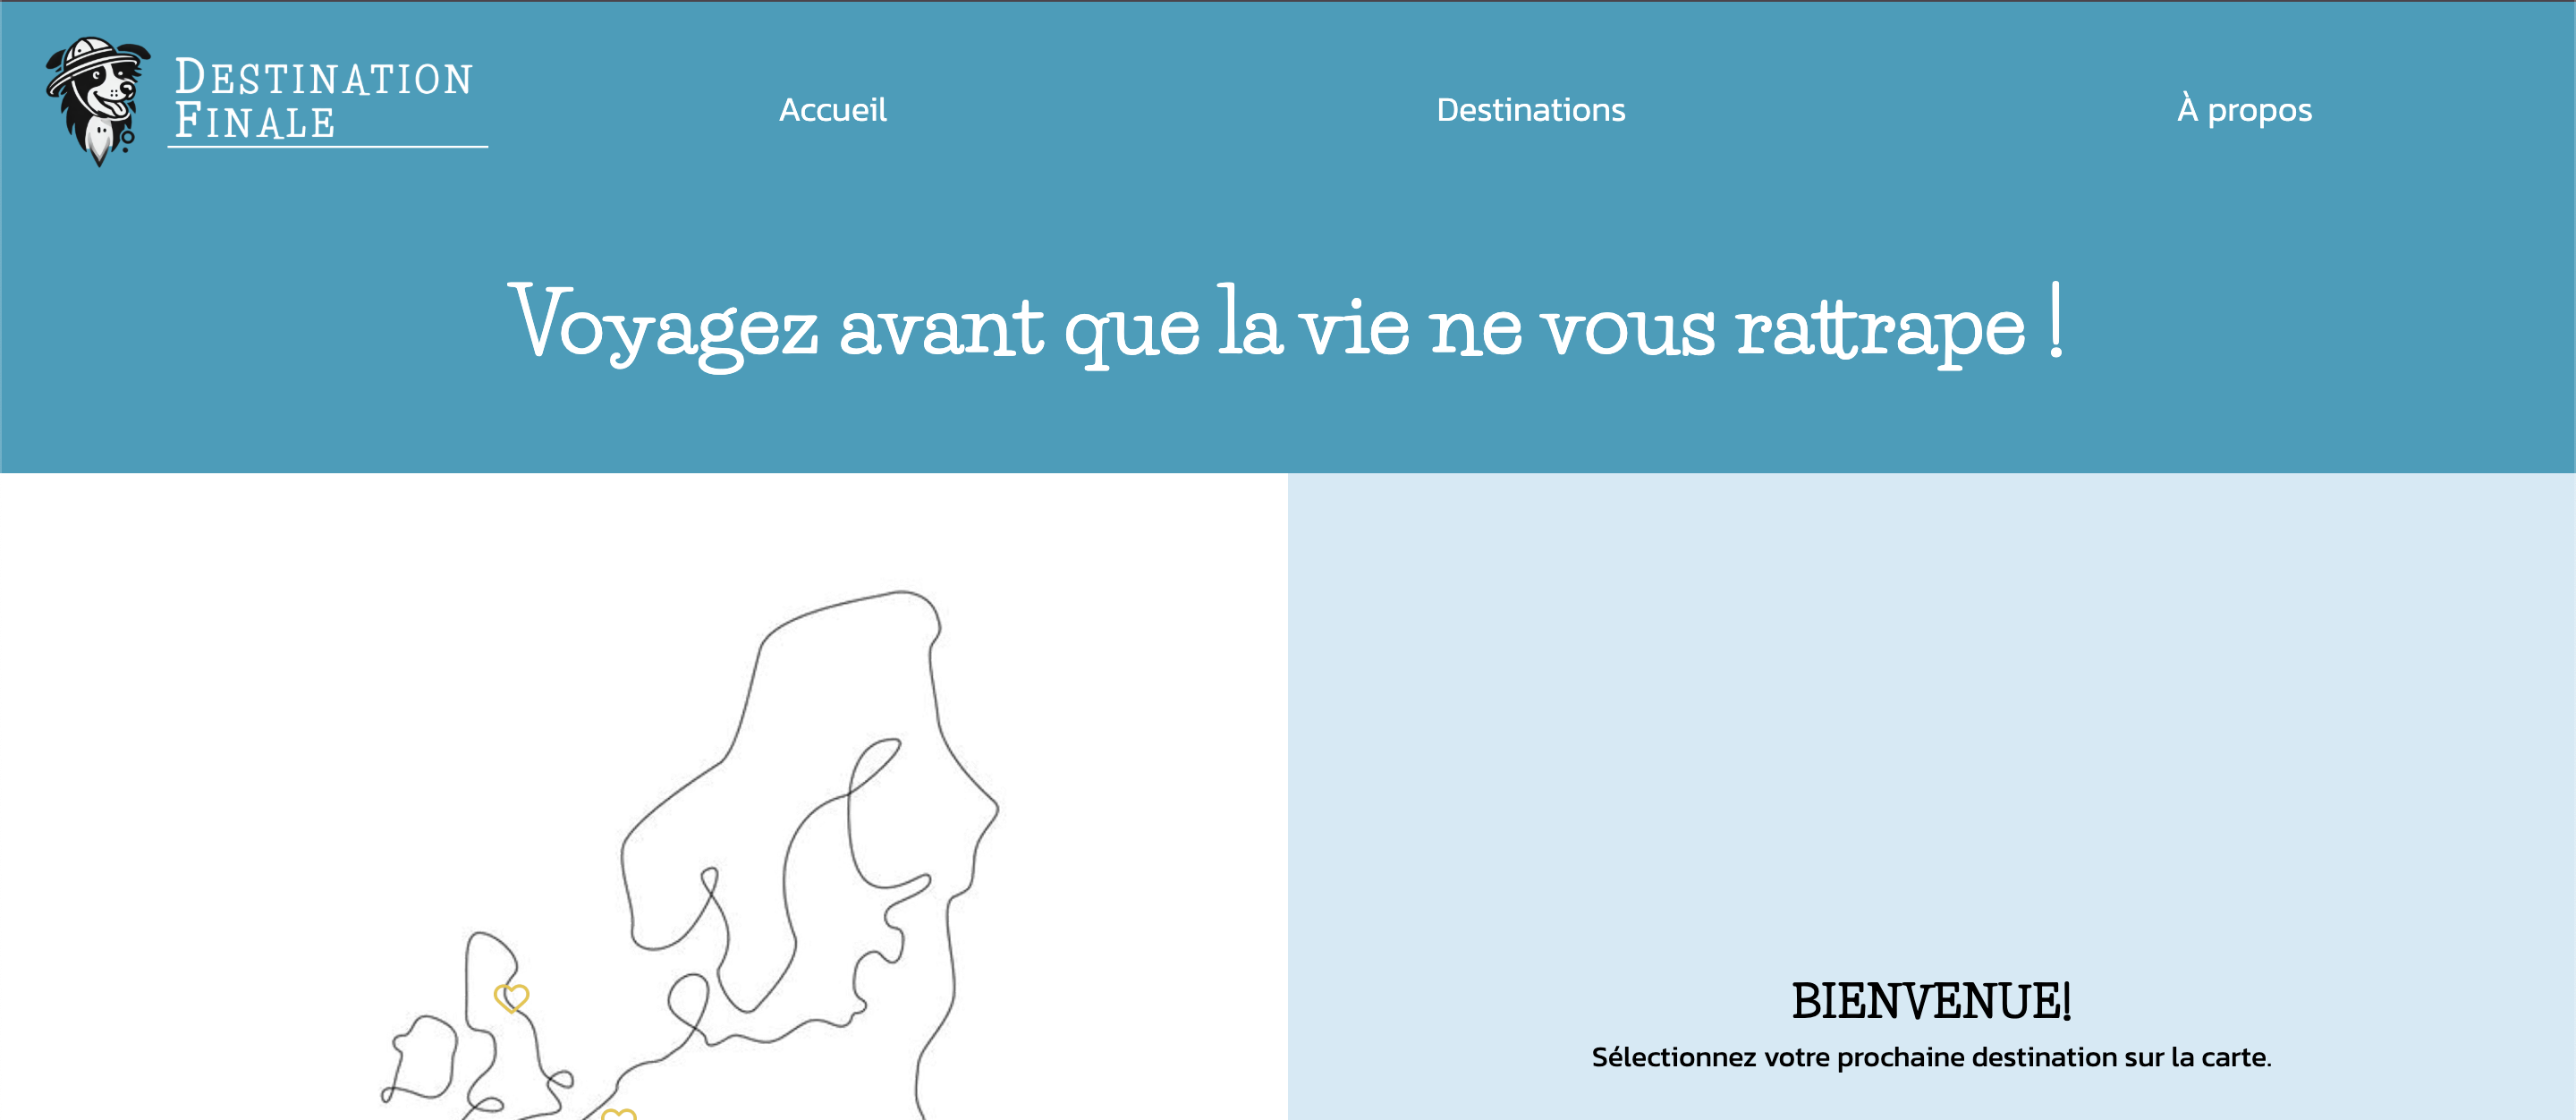 DESTINATION
FINALE
Accueil
Destinations
À propos
Voyagez avant que la vie ne vous rattrape !
BIENVENUE!
Sélectionnez votre prochaine destination sur la carte.